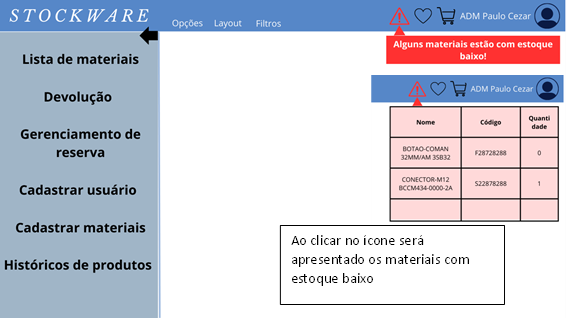 STOCKWARE
Opções Layout Filtros
ADM Paulo Cezar
Alguns materiais estão com estoque
baixo!
Lista de materiais
Devolução
Gerenciamento de
reserva
Cadastrar usuário
Cadastrar materiais
Históricos de produtos
ADM Paulo Cezar
Nome Código Quanti
dade
BOTAO-COMAN
32MM/AM 3SB32 F28728288 0
CONECTOR-M12
BCCM434-0000-2A S22878288 1
Ao clicar no ícone será
apresentado os materiais com
estoque baixo